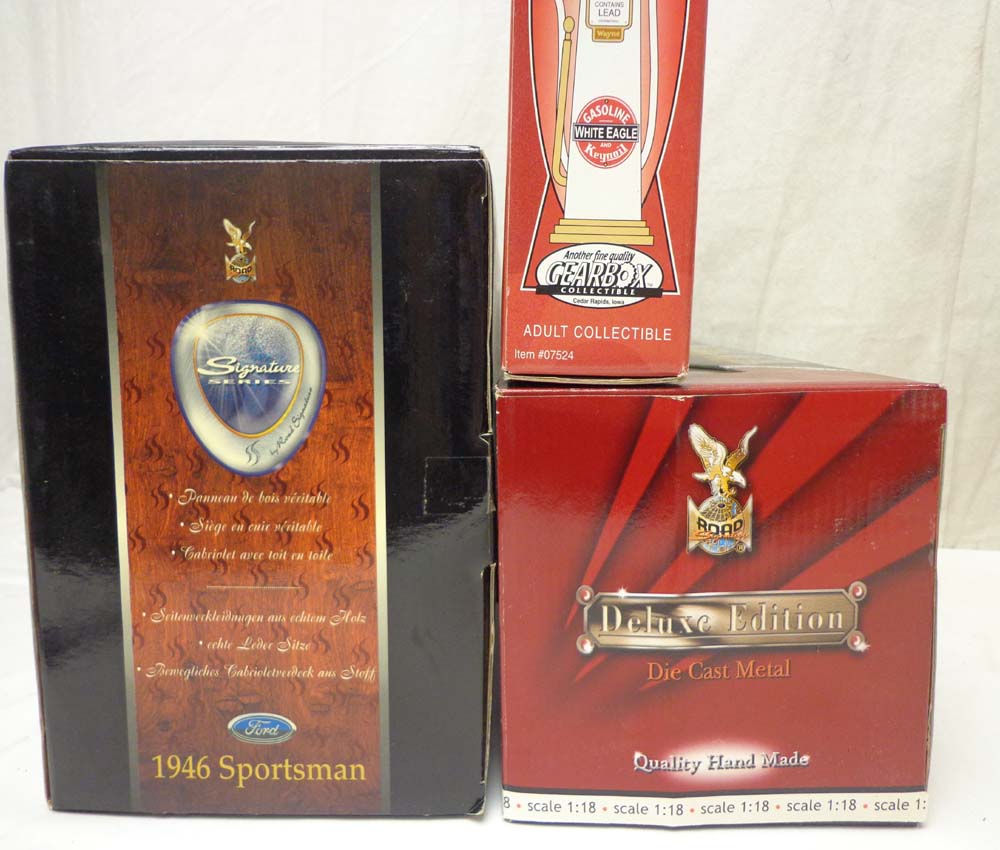 ROAD
Signature
SERIES
by Road Signature
• Panneau de bois véritable
• Siège en cuir véritable
• Cabriolet avec toit en toile
• Seitenverkleidungen aus echtem Holz
• echte Leder Sitze
• Bewegliches Cabrioletverdeck aus Stoff
Ford
1946 Sportsman
CONTAINS
LEAD
Wayne
GASOLINE
WHITE EAGLE
AND
Keynoil
Another fine quality
GEARBOX
COLLECTIBLE
Cedar Rapids, Iowa
ADULT COLLECTIBLE
Item #07524
ROAD
Signature
Deluxe Edition
Die Cast Metal
Quality Hand Made
8 • scale 1:18 • scale 1:18 • scale 1:18 • scale 1:18 • scale 1: